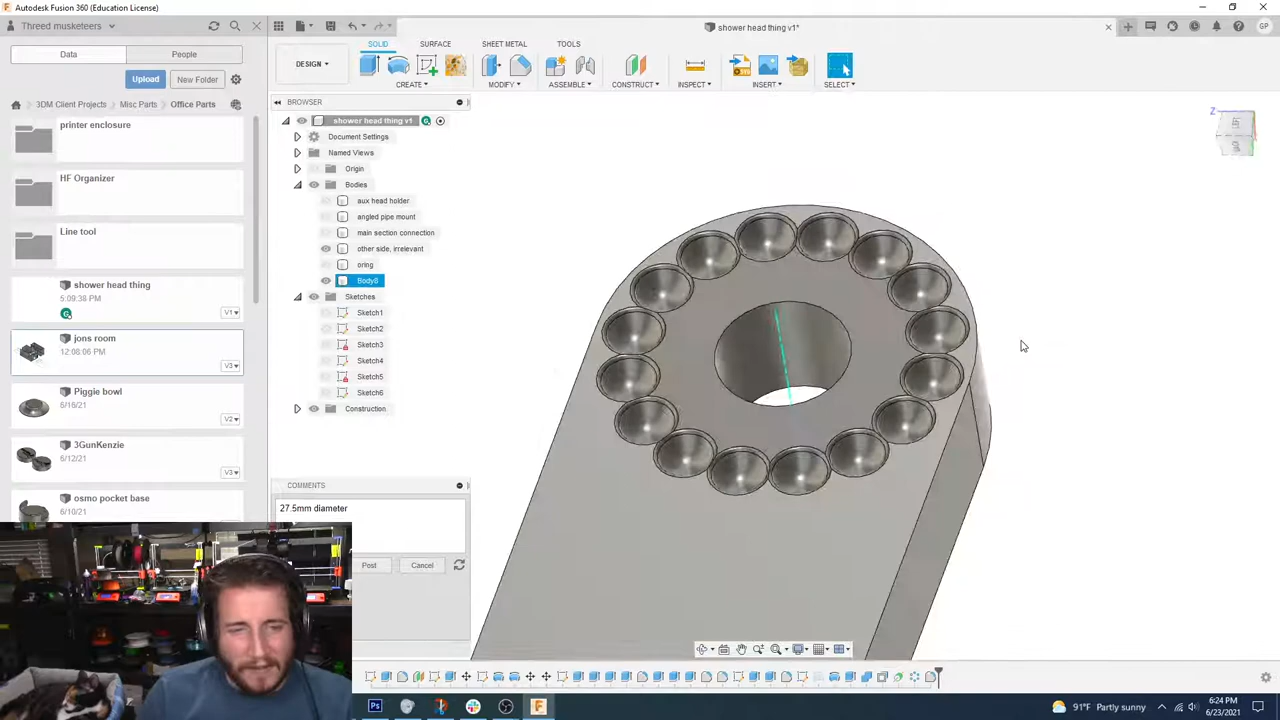 Autodesk Fusion 360 (Education License)
Threed musketeers
shower head thing v1*
GP
Data
People
Upload
New Folder
3DM Client Projects
Misc Parts
Office Parts
printer enclosure
HF Organizer
Line tool
shower head thing
5:09:38 PM
V1
jons room
12:08:06 PM
V3
Piggie bowl
6/16/21
V2
3GunKenzie
6/12/21
V3
osmo pocket base
6/10/21
DESIGN
SOLID
SURFACE
SHEET METAL
TOOLS
CREATE
MODIFY
ASSEMBLE
CONSTRUCT
INSPECT
INSERT
SELECT
BROWSER
shower head thing v1
Document Settings
Named Views
Origin
Bodies
aux head holder
angled pipe mount
main section connection
other side, irrelevant
oring
Body8
Sketches
Sketch1
Sketch2
Sketch3
Sketch4
Sketch5
Sketch6
Construction
COMMENTS
27.5mm diameter
Post
Cancel
Z
91°F Partly sunny
6:24 PM
6/23/2021